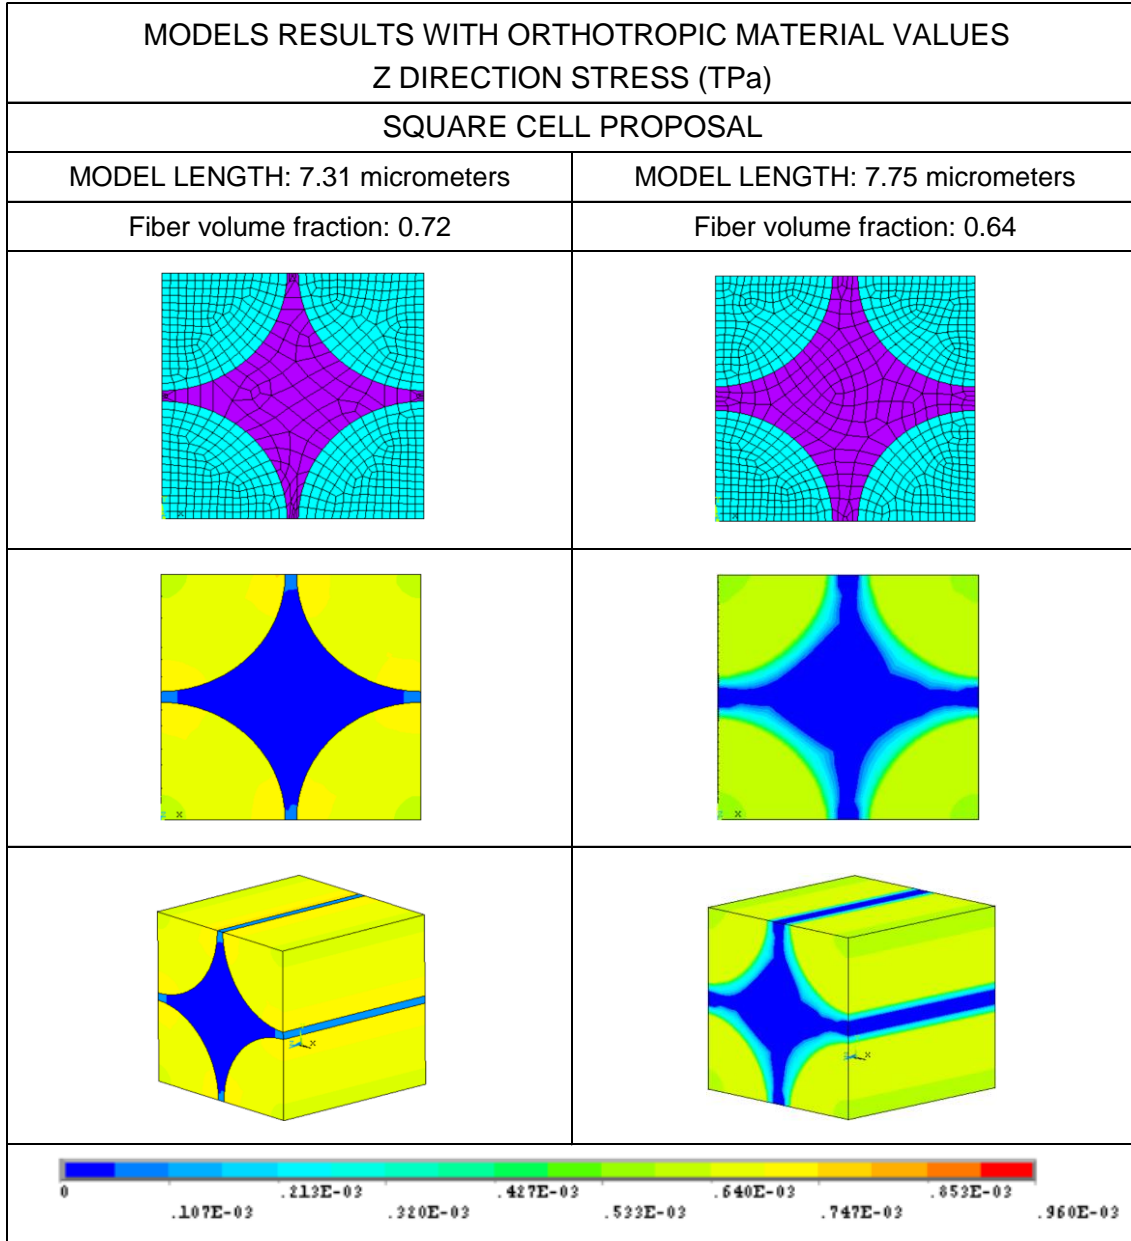 MODELS RESULTS WITH ORTHOTROPIC MATERIAL VALUES
Z DIRECTION STRESS (TPa)
SQUARE CELL PROPOSAL
MODEL LENGTH: 7.31 micrometers
MODEL LENGTH: 7.75 micrometers
Fiber volume fraction: 0.72
Fiber volume fraction: 0.64
X
X
X
X
X
X
0
.107E-03
.213E-03
.320E-03
.427E-03
.533E-03
.640E-03
.747E-03
.853E-03
.960E-03